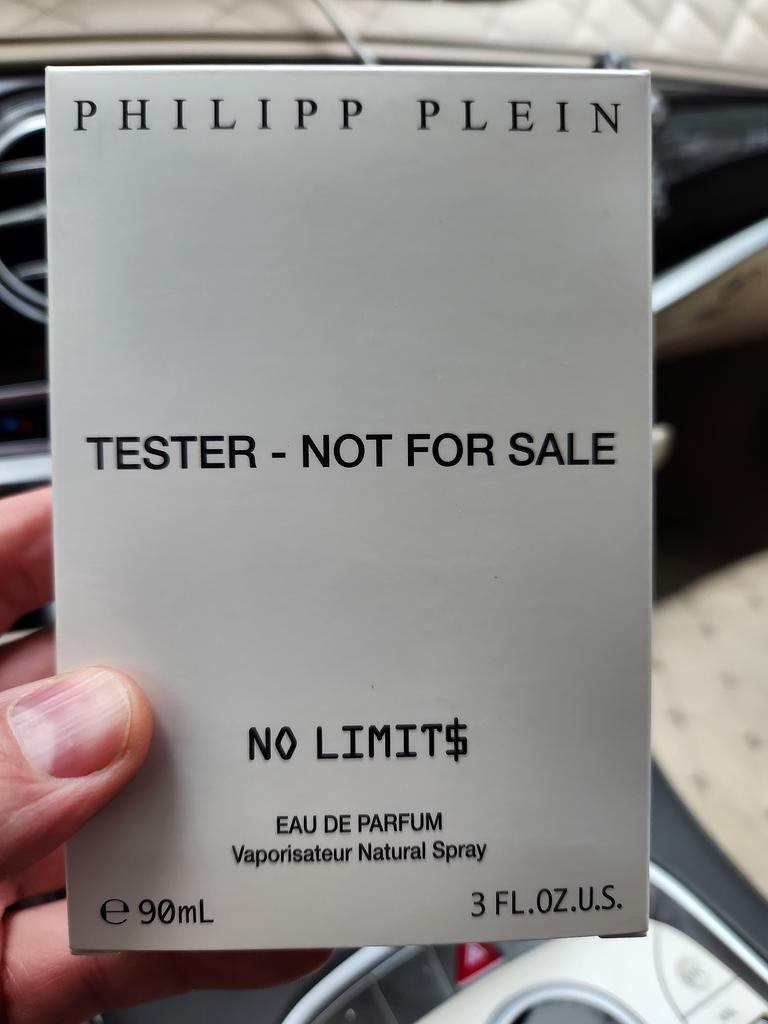 PHILIPP PLEIN
TESTER - NOT FOR SALE
NO LIMIT$
EAU DE PARFUM
Vaporisateur Natural Spray
℮ 90mL
3 FL.OZ.U.S.